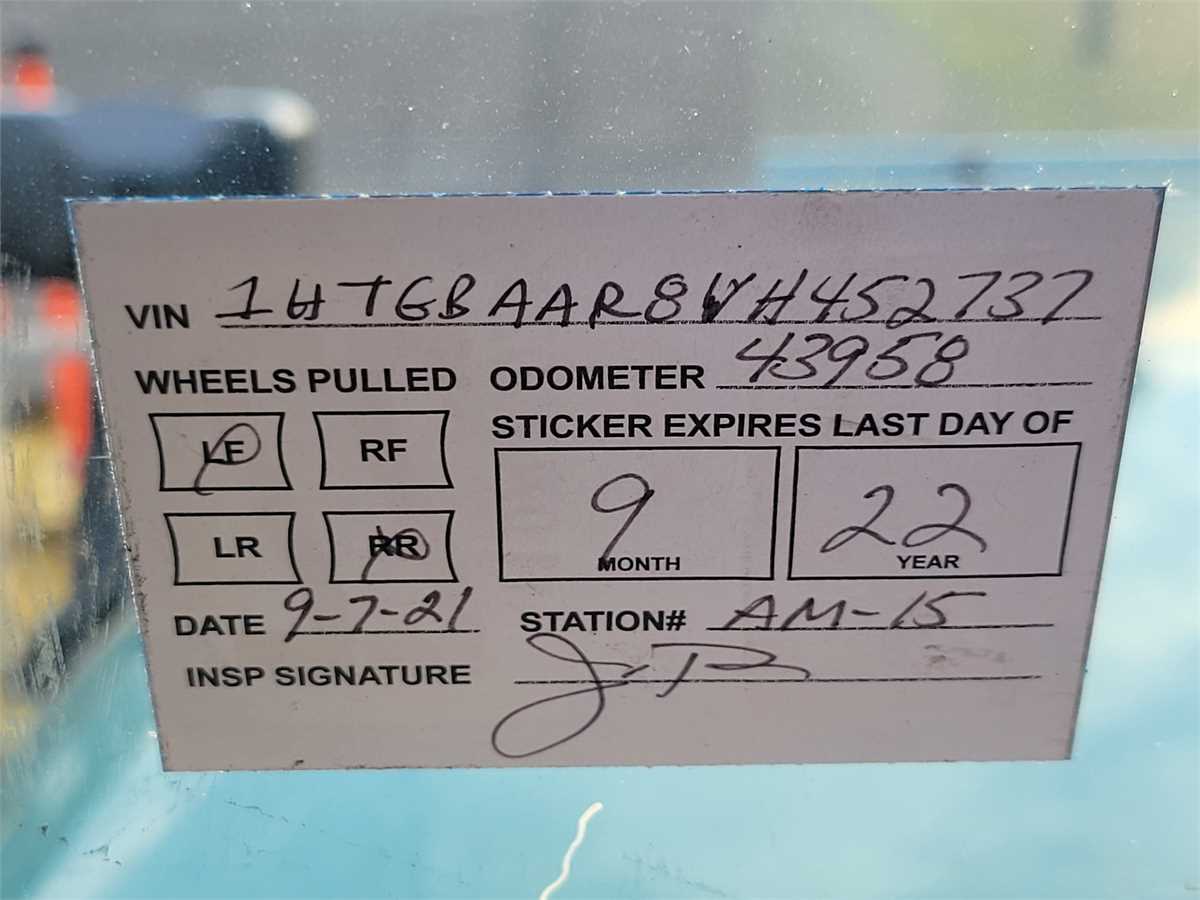 VIN 1HTGBAAR8VH452737
WHEELS PULLED ODOMETER 43958
STICKER EXPIRES LAST DAY OF
LF RF
9 22
MONTH YEAR
LR RR
DATE 9-7-21 STATION# AM-15
INSP SIGNATURE